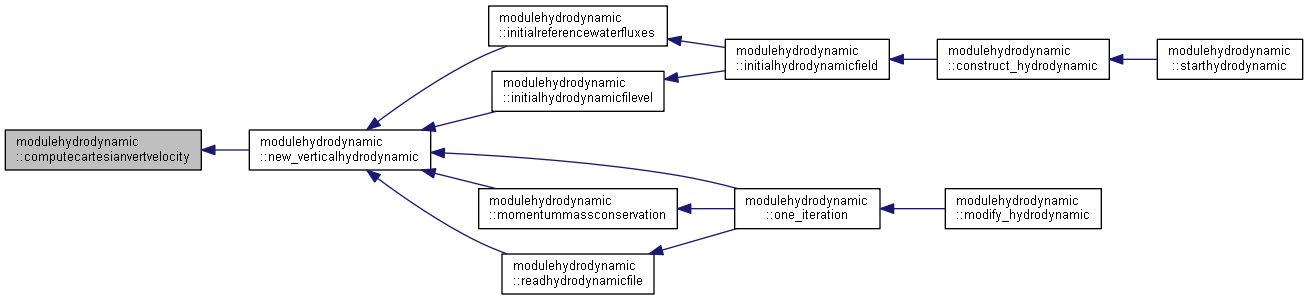 modulehydrodynamic
::computecartesianvertvelocity
modulehydrodynamic
::new_verticalhydrodynamic
modulehydrodynamic
::initialreferencewaterfluxes
modulehydrodynamic
::initialhydrodynamicfilevel
modulehydrodynamic
::momentummassconservation
modulehydrodynamic
::readhydrodynamicfile
modulehydrodynamic
::initialhydrodynamicfield
modulehydrodynamic
::one_iteration
modulehydrodynamic
::construct_hydrodynamic
modulehydrodynamic
::modify_hydrodynamic
modulehydrodynamic
::starthydrodynamic